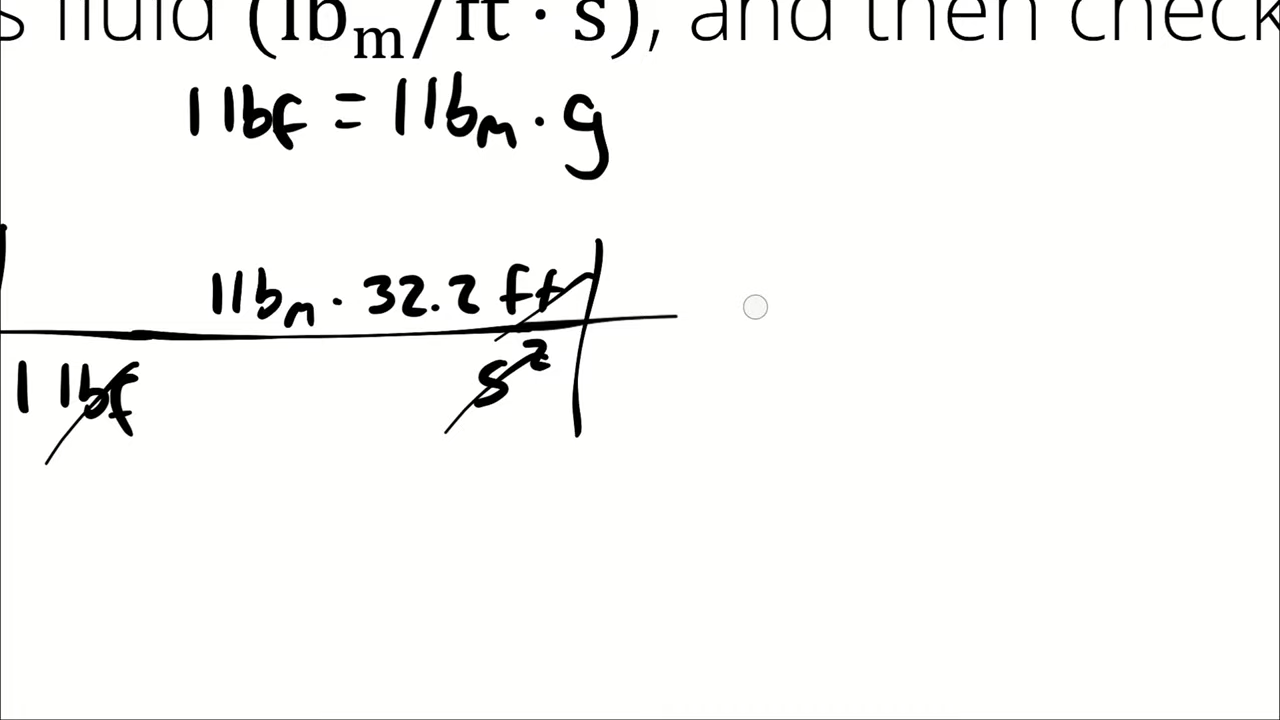 s fluid (lbm/ft · s), and then check
1 lbf = 1 lbm · g
1 lbm · 32.2 ft
1 lbf s²